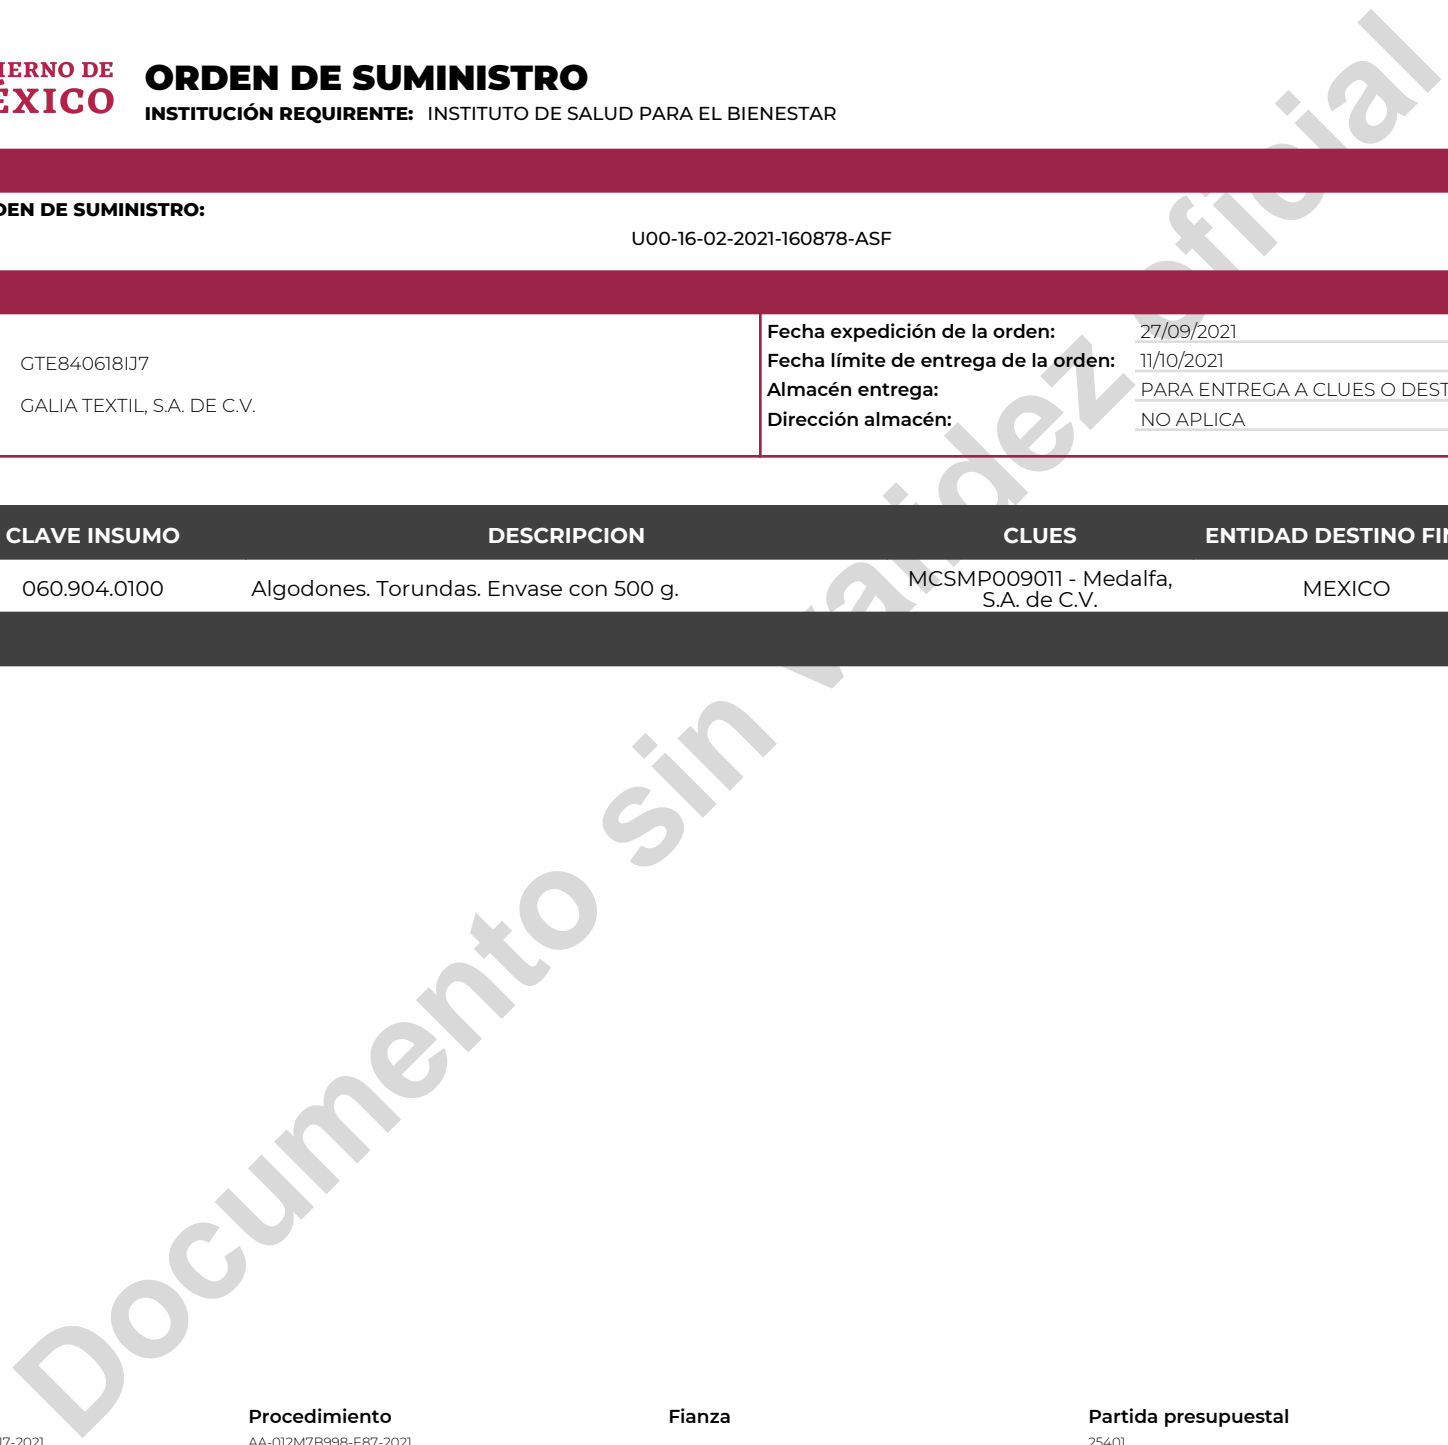 IERNO DE
ÉXICO
ORDEN DE SUMINISTRO
INSTITUCIÓN REQUIRENTE: INSTITUTO DE SALUD PARA EL BIENESTAR
DEN DE SUMINISTRO:
U00-16-02-2021-160878-ASF
GTE840618IJ7
GALIA TEXTIL, S.A. DE C.V.
Fecha expedición de la orden: 27/09/2021
Fecha límite de entrega de la orden: 11/10/2021
Almacén entrega: PARA ENTREGA A CLUES O DEST
Dirección almacén: NO APLICA
CLAVE INSUMO DESCRIPCION CLUES ENTIDAD DESTINO FIN
060.904.0100 Algodones. Torundas. Envase con 500 g. MCSMP009011 - Medalfa, S.A. de C.V. MEXICO
Documento sin validez oficial
Procedimiento Fianza Partida presupuestal
17-2021 AA-012M7B998-E87-2021 25401